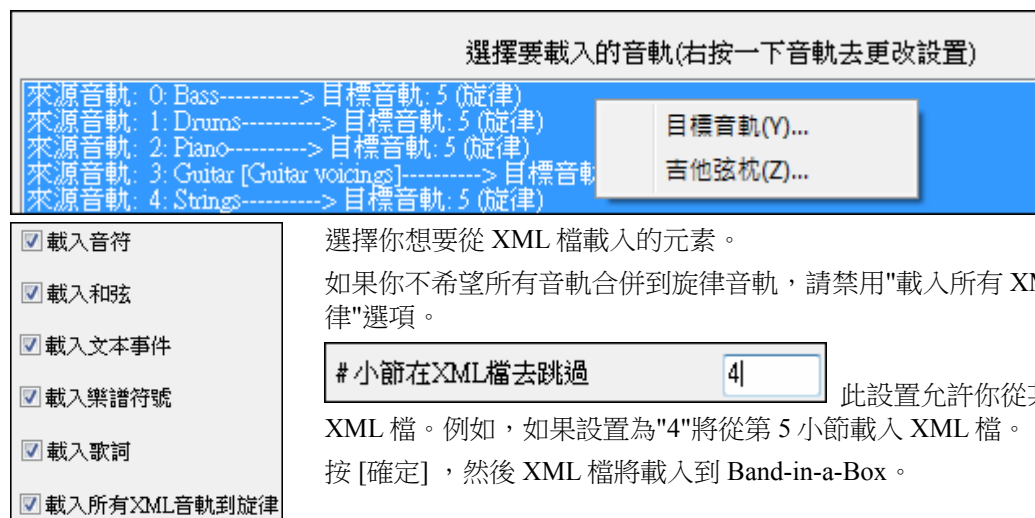 選擇要載入的音軌(右按一下音軌去更改設置)
來源音軌: 0: Bass----------> 目標音軌: 5 (旋律)
來源音軌: 1: Drums----------> 目標音軌: 5 (旋律)
來源音軌: 2: Piano----------> 目標音軌: 5 (旋律)
來源音軌: 3: Guitar [Guitar voicings]----------> 目標音軌
來源音軌: 4: Strings----------> 目標音軌: 5 (旋律)
目標音軌(Y)...
吉他弦枕(Z)...
載入音符
載入和弦
載入文本事件
載入樂譜符號
載入歌詞
載入所有XML音軌到旋律
選擇你想要從 XML 檔載入的元素。
如果你不希望所有音軌合併到旋律音軌，請禁用"載入所有
律"選項。
# 小節在XML檔去跳過 4
此設置允許你從
XML 檔。例如，如果設置為"4"將從第 5 小節載入 XML 檔。
按 [確定] ，然後 XML 檔將載入到 Band-in-a-Box。